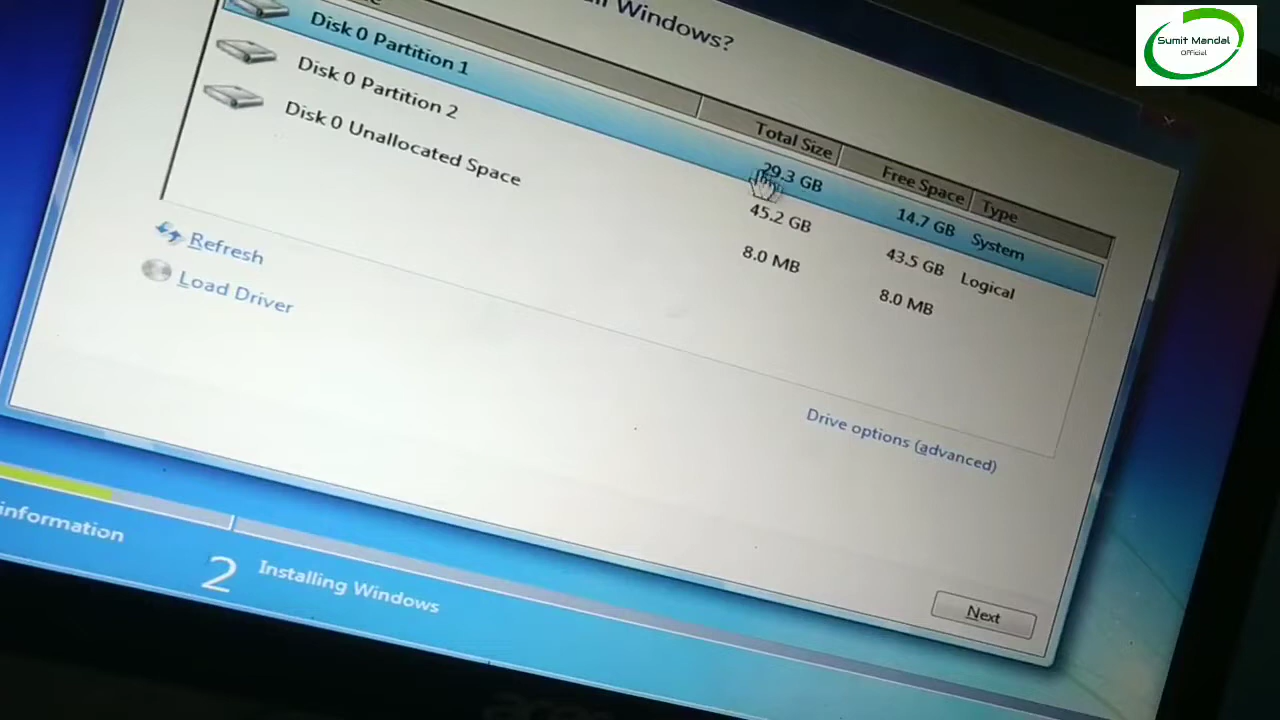 Sumit Mandal
Official
Windows?
Total Size
Free Space
Type
Disk 0 Partition 1
29.3 GB
14.7 GB
System
Disk 0 Partition 2
45.2 GB
43.5 GB
Logical
Disk 0 Unallocated Space
8.0 MB
8.0 MB
Refresh
Load Driver
Drive options (advanced)
Next
information
2
Installing Windows
acer